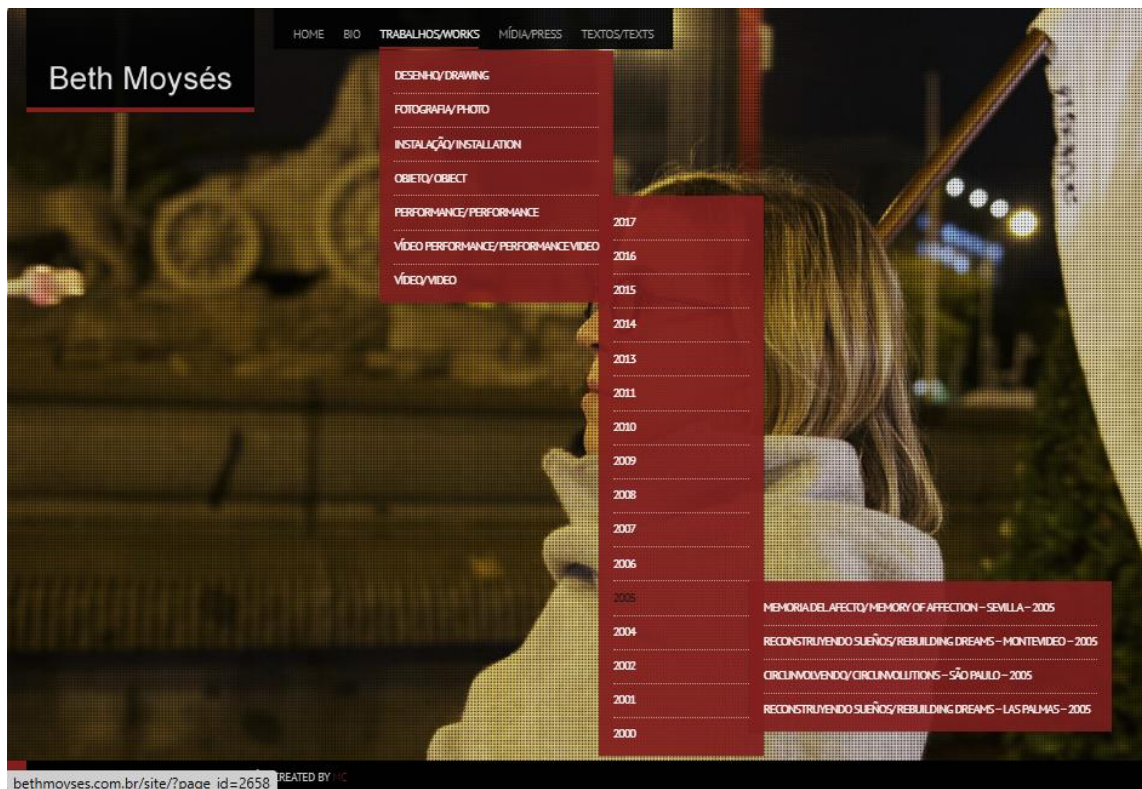 HOME BIO TRABALHOS/WORKS MÍDIA/PRESS TEXTOS/TEXTS
Beth Moysés
DESENHO/ DRAWING
FOTOGRAFIA/ PHOTO
INSTALAÇÃO/ INSTALLATION
OBJETO/ OBJECT
PERFORMANCE/ PERFORMANCE
VÍDEO PERFORMANCE/ PERFORMANCE VIDEO
VÍDEO/ VIDEO
2017
2016
2015
2014
2013
2011
2010
2009
2008
2007
2006
2005
2004
2002
2001
2000
MEMORIA DEL AFECTO/ MEMORY OF AFFECTION – SEVILLA – 2005
RECONSTRUYENDO SUEÑOS/ REBUILDING DREAMS – MONTEVIDEO – 2005
CIRCUNVOLVENDO/ CIRCUNVOLUTIONS – SÃO PAULO – 2005
RECONSTRUYENDO SUEÑOS/ REBUILDING DREAMS – LAS PALMAS – 2005
CREATED BY MC
bethmoyses.com.br/site/?page_id=2658